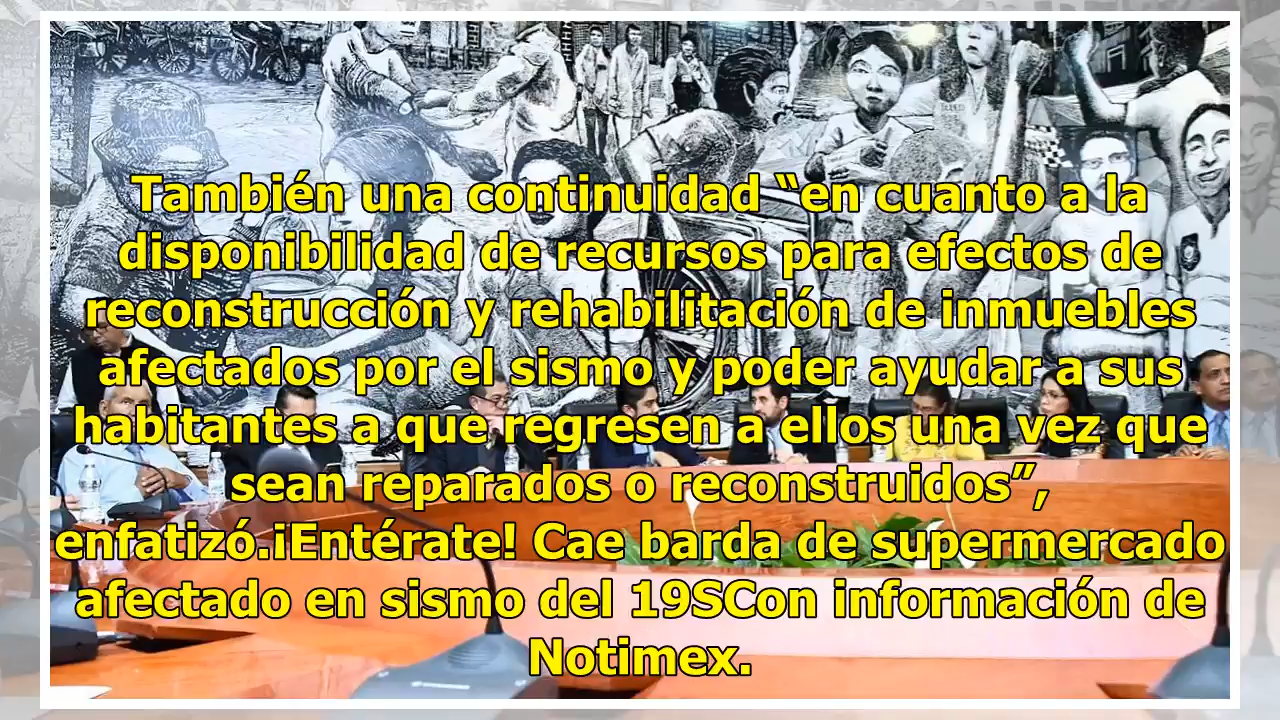 También una continuidad “en cuanto a la
disponibilidad de recursos para efectos de
reconstrucción y rehabilitación de inmuebles
afectados por el sismo y poder ayudar a sus
habitantes a que regresen a ellos una vez que
sean reparados o reconstruidos”,
enfatizó.¡Entérate! Cae barda de supermercado
afectado en sismo del 19SCon información de
Notimex.